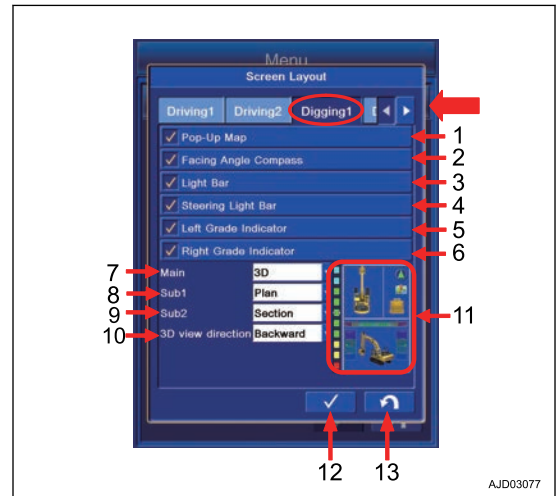 Menu
Screen Layout
Driving1 Driving2 Digging1
Pop-Up Map 1
Facing Angle Compass 2
Light Bar 3
Steering Light Bar 4
Left Grade Indicator 5
Right Grade Indicator 6
7 Main 3D
8 Sub1 Plan
9 Sub2 Section
10 3D view direction Backward
11
12 13
AJD03077